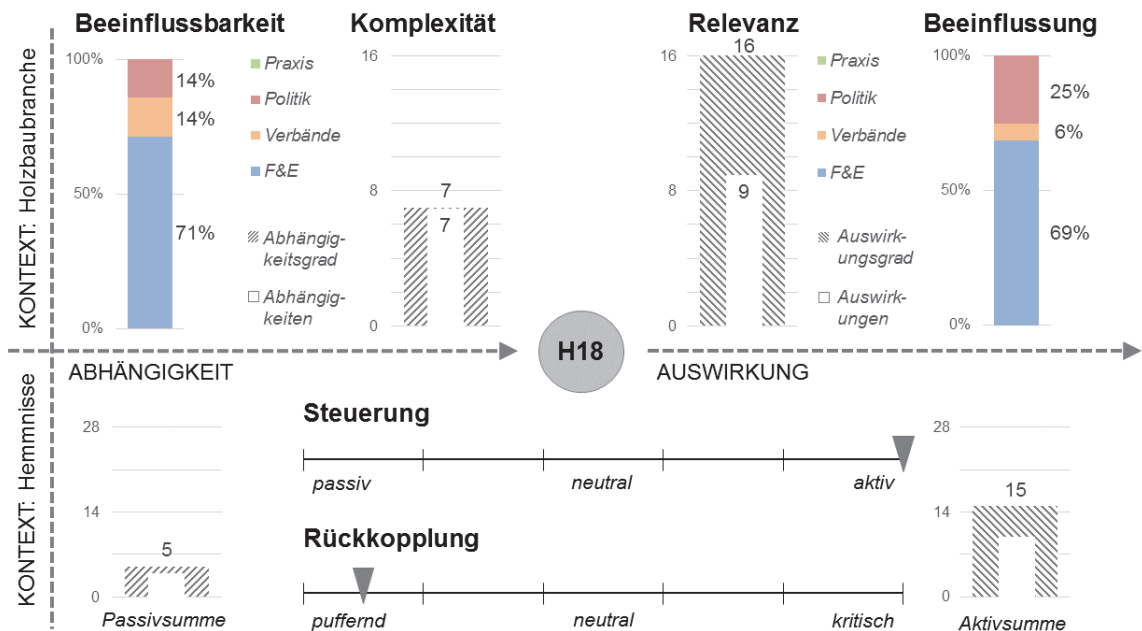 KONTEXT: Holzbaubranche
Beeinflussbarkeit
100%
50%
0%
14%
14%
71%
Praxis
Politik
Verbände
F&E
Abhängig-
keitsgrad
Abhängig-
keiten
Komplexität
16
8
0
7
7
Relevanz
16
8
0
16
9
Praxis
Politik
Verbände
F&E
Auswirk-
ungsgrad
Auswirk-
ungen
Beeinflussung
100%
50%
0%
25%
6%
69%
H18
ABHÄNGIGKEIT
AUSWIRKUNG
KONTEXT: Hemmnisse
28
14
0
5
Passivsumme
Steuerung
passiv
neutral
aktiv
Rückkopplung
puffernd
neutral
kritisch
28
14
0
15
Aktivsumme